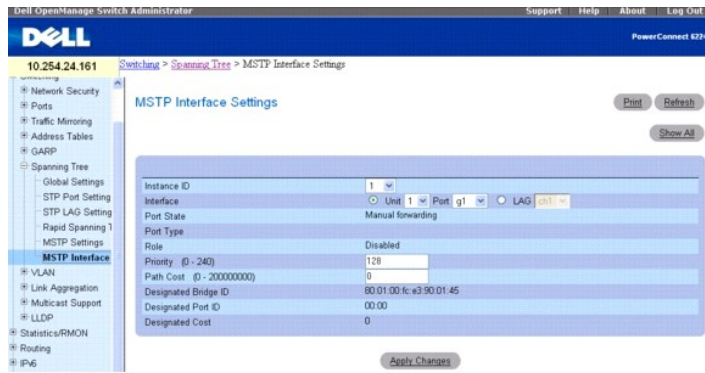 Dell OpenManage Switch Administrator Support Help About Log Out
DELL
PowerConnect 622
10.254.24.161
Switching > Spanning Tree > MSTP Interface Settings
Switching
Network Security
Ports
Traffic Mirroring
Address Tables
GARP
Spanning Tree
Global Settings
STP Port Setting
STP LAG Setting
Rapid Spanning T
MSTP Settings
MSTP Interface
VLAN
Link Aggregation
Multicast Support
LLDP
Statistics/RMON
Routing
IPv6
MSTP Interface Settings
Print Refresh
Show All
Instance ID 1
Interface Unit 1 Port g1 LAG ch1
Port State Manual forwarding
Port Type
Role Disabled
Priority (0 - 240) 128
Path Cost (0 - 200000000) 0
Designated Bridge ID 80:01:00:fc:e3:90:01:45
Designated Port ID 00:00
Designated Cost 0
Apply Changes